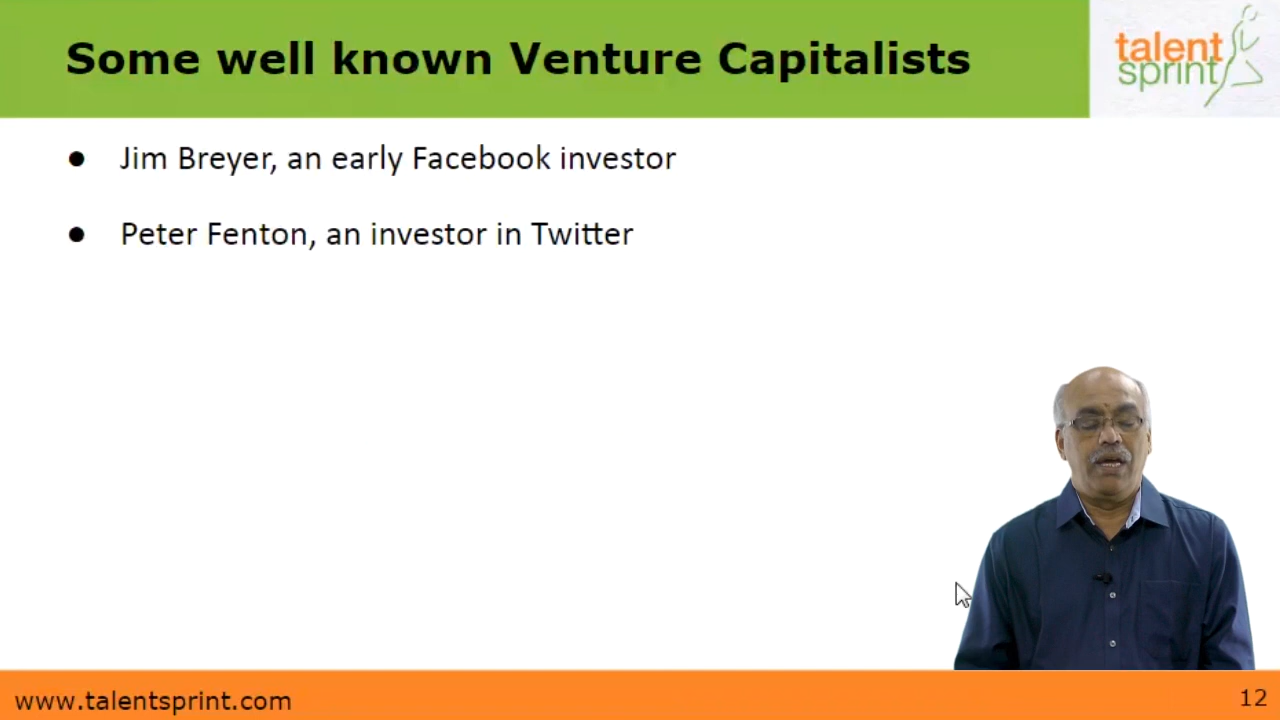 Some well known Venture Capitalists
talent
sprint
● Jim Breyer, an early Facebook investor
● Peter Fenton, an investor in Twitter
www.talentsprint.com
12